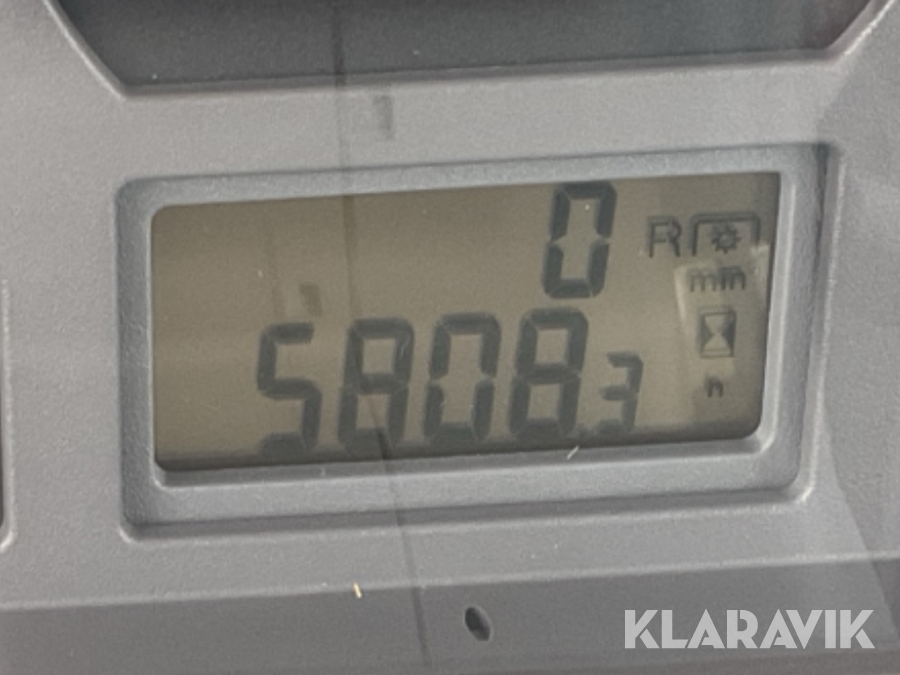 0 R
min
5808.3
h
KLARAVIK